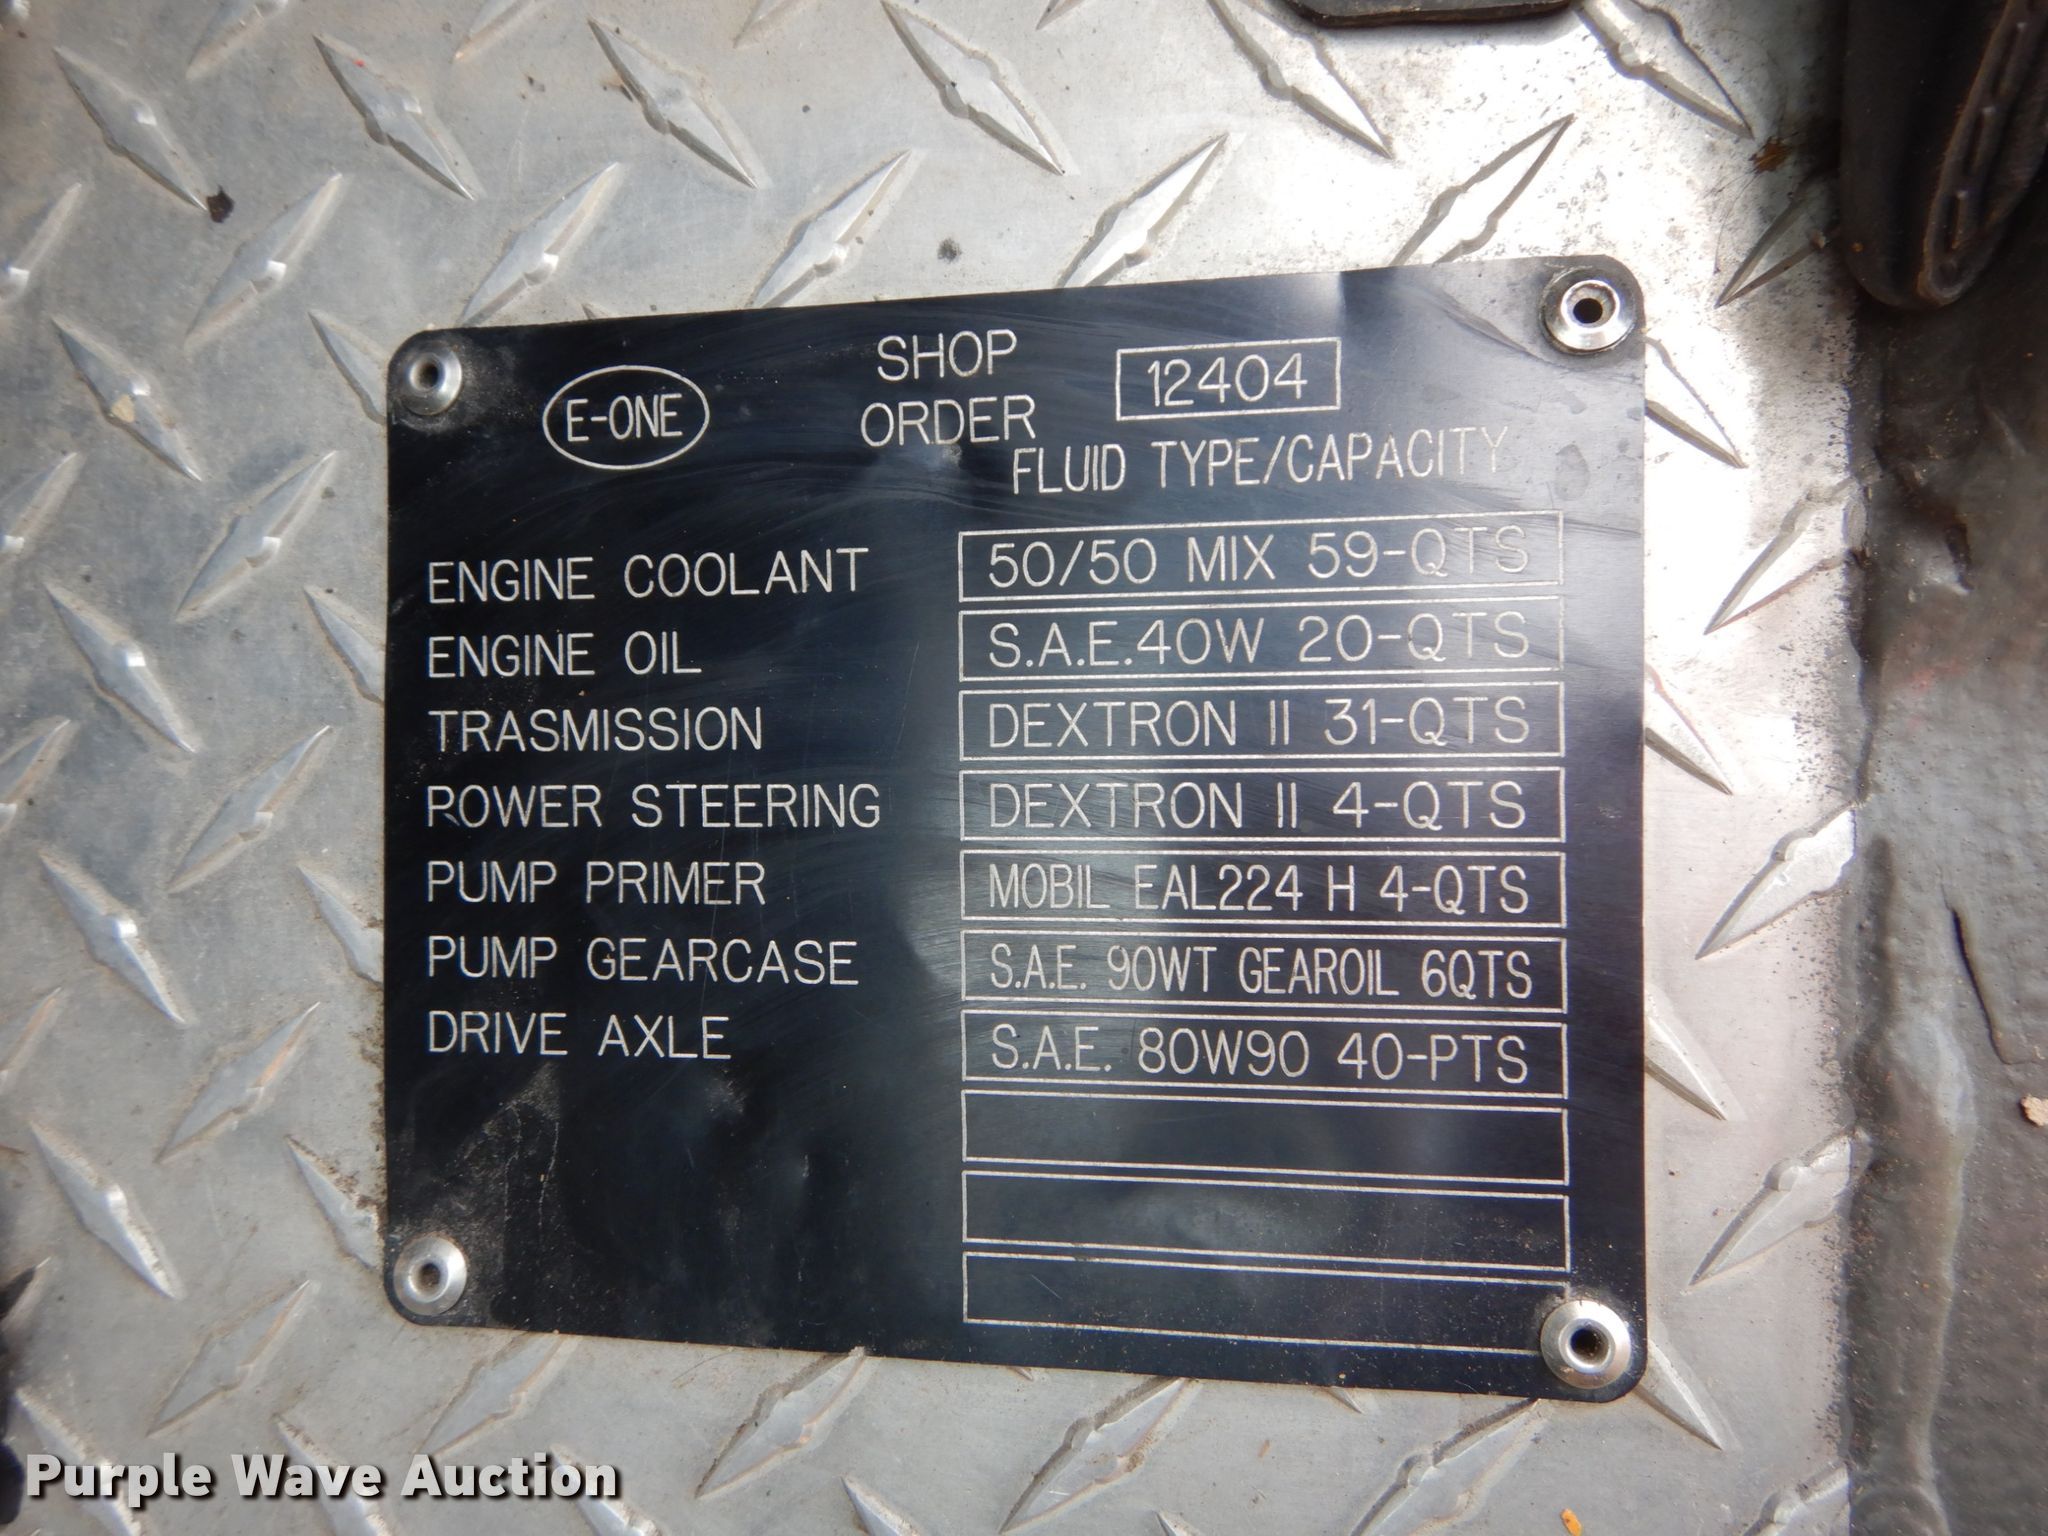 E-ONE
SHOP
ORDER
12404
FLUID TYPE/CAPACITY
ENGINE COOLANT 50/50 MIX 59-QTS
ENGINE OIL S.A.E.40W 20-QTS
TRASMISSION DEXTRON II 31-QTS
POWER STEERING DEXTRON II 4-QTS
PUMP PRIMER MOBIL EAL224 H 4-QTS
PUMP GEARCASE S.A.E. 90WT GEAROIL 6QTS
DRIVE AXLE S.A.E. 80W90 40-PTS
Purple Wave Auction